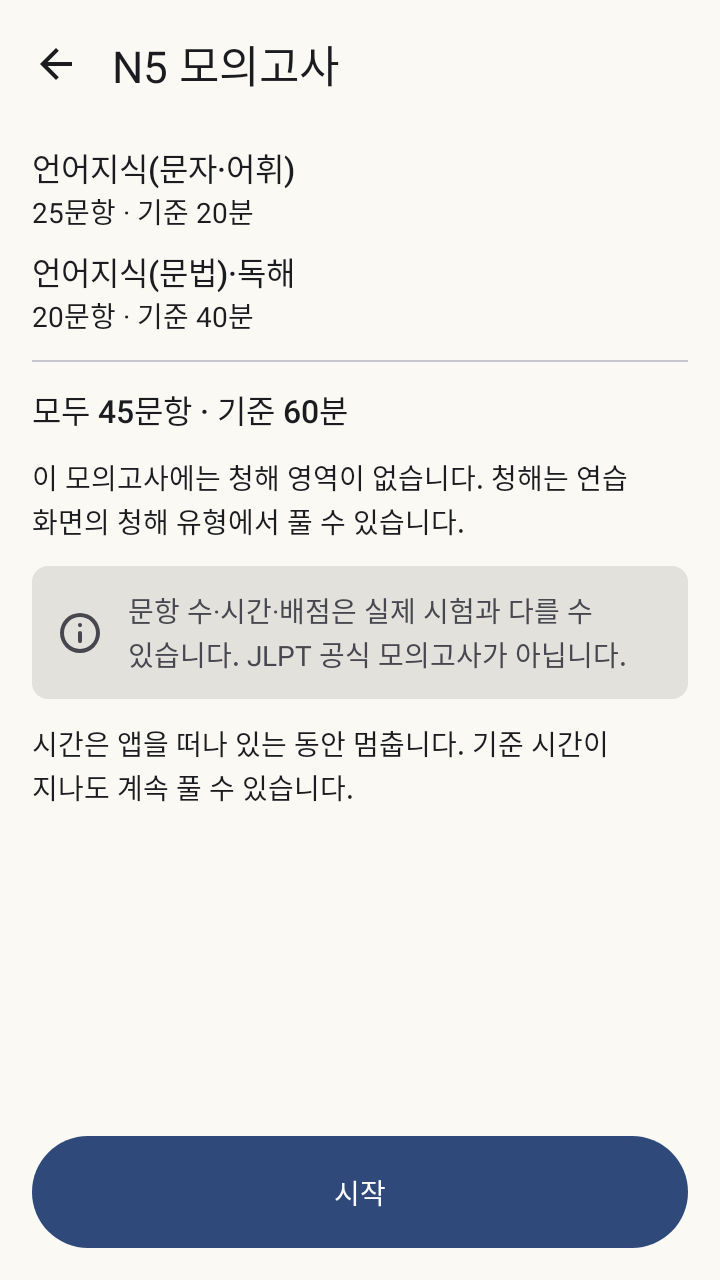 N5 모의고사
언어지식(문자·어휘)
25문항 · 기준 20분
언어지식(문법)·독해
20문항 · 기준 40분
모두 45문항 · 기준 60분
이 모의고사에는 청해 영역이 없습니다. 청해는 연습
화면의 청해 유형에서 풀 수 있습니다.
문항 수·시간·배점은 실제 시험과 다를 수
있습니다. JLPT 공식 모의고사가 아닙니다.
시간은 앱을 떠나 있는 동안 멈춥니다. 기준 시간이
지나도 계속 풀 수 있습니다.
시작